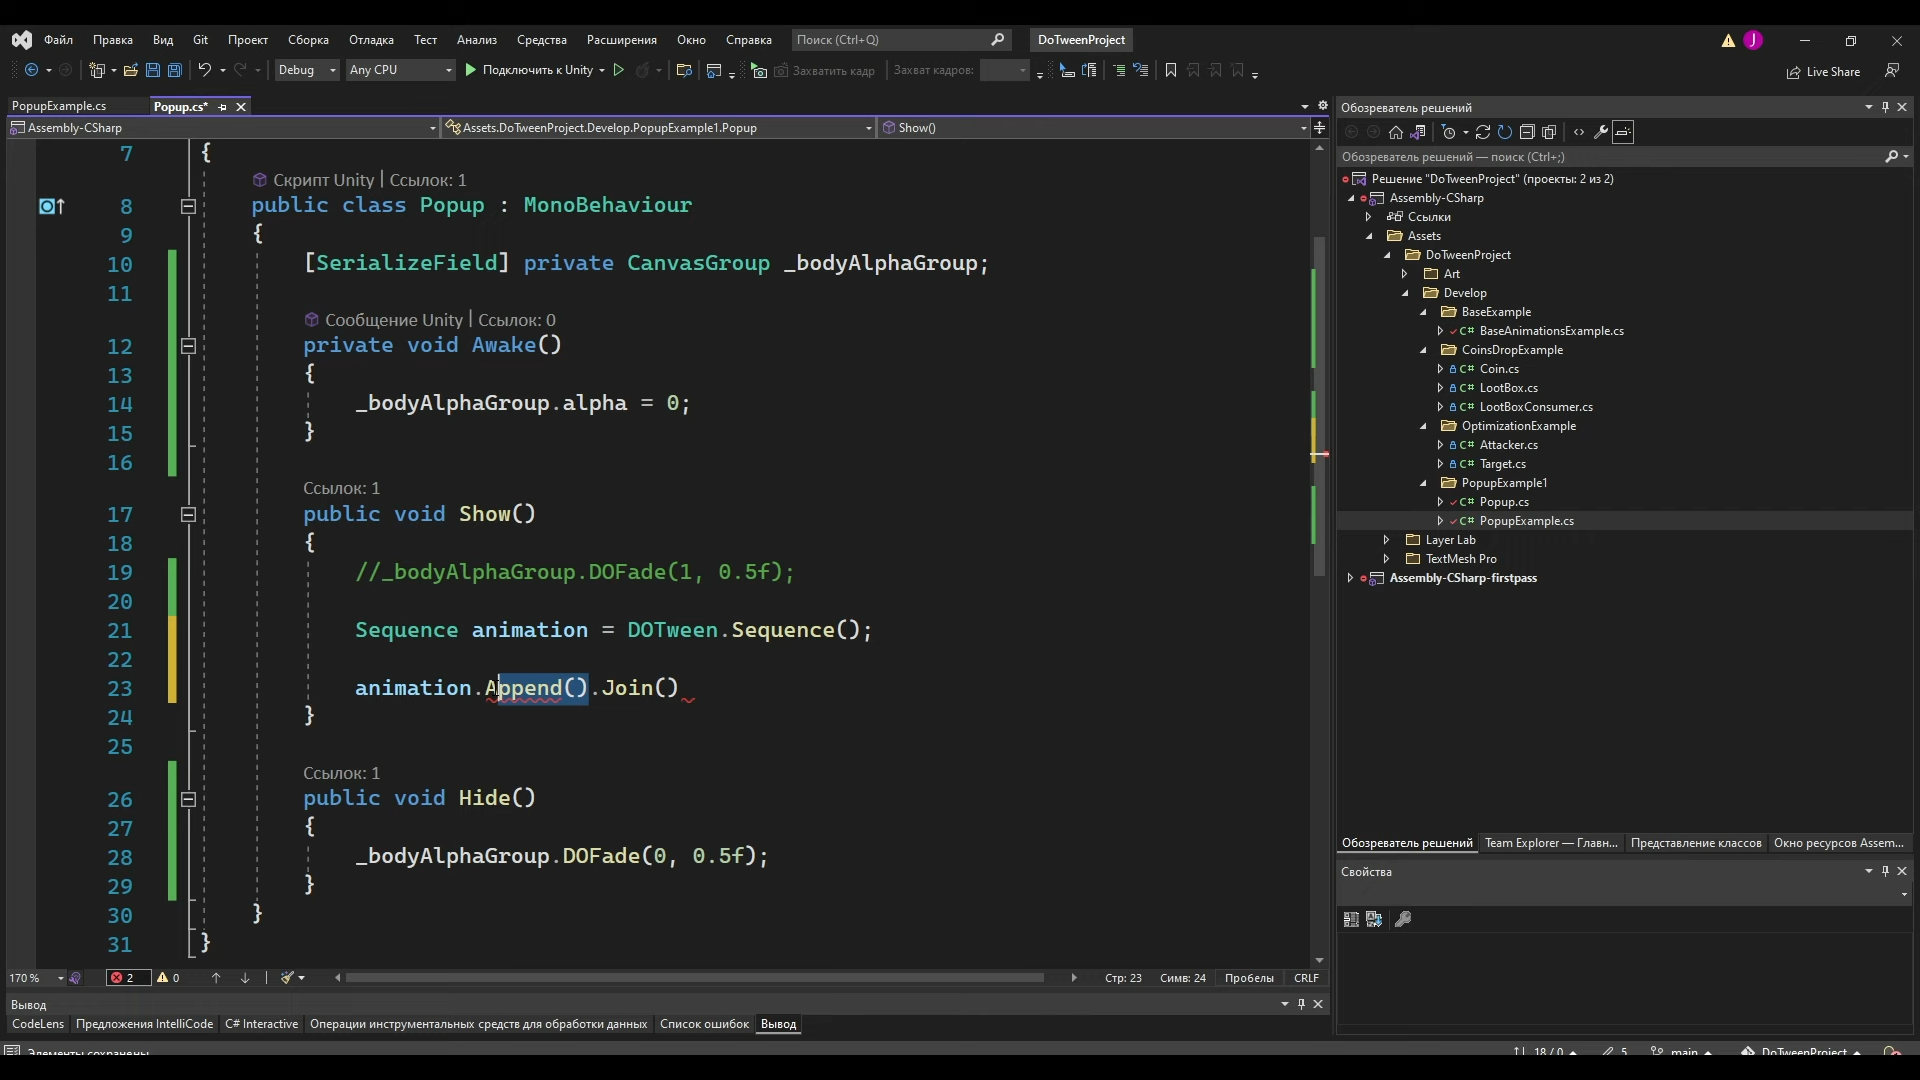 Файл Правка Вид Git Проект Сборка Отладка Тест Анализ Средства Расширения Окно Справка Поиск (Ctrl+Q) DoTweenProject J
Debug Any CPU Подключить к Unity Захватить кадр Захват кадров: Live Share
PopupExample.cs Popup.cs*
Assembly-CSharp Assets.DoTweenProject.Develop.PopupExample1.Popup Show()
7 {
Скрипт Unity | Ссылок: 1
8 public class Popup : MonoBehaviour
9 {
10 [SerializeField] private CanvasGroup _bodyAlphaGroup;
11
Сообщение Unity | Ссылок: 0
12 private void Awake()
13 {
14 _bodyAlphaGroup.alpha = 0;
15 }
16
Ссылок: 1
17 public void Show()
18 {
19 //_bodyAlphaGroup.DOFade(1, 0.5f);
20
21 Sequence animation = DOTween.Sequence();
22
23 animation.Append().Join()
24 }
25
Ссылок: 1
26 public void Hide()
27 {
28 _bodyAlphaGroup.DOFade(0, 0.5f);
29 }
30 }
31 }
170 % 2 0 Стр: 23 Симв: 24 Пробелы CRLF
Вывод
CodeLens Предложения IntelliCode C# Interactive Операции инструментальных средств для обработки данных Список ошибок Вывод
Элементы сохранены 18 / 0 5 main DoTweenProject
Обозреватель решений
Обозреватель решений — поиск (Ctrl+;)
Решение "DoTweenProject" (проекты: 2 из 2)
Assembly-CSharp
Ссылки
Assets
DoTweenProject
Art
Develop
BaseExample
C# BaseAnimationsExample.cs
CoinsDropExample
C# Coin.cs
C# LootBox.cs
C# LootBoxConsumer.cs
OptimizationExample
C# Attacker.cs
C# Target.cs
PopupExample1
C# Popup.cs
C# PopupExample.cs
Layer Lab
TextMesh Pro
Assembly-CSharp-firstpass
Обозреватель решений Team Explorer — Главн... Представление классов Окно ресурсов Assem...
Свойства